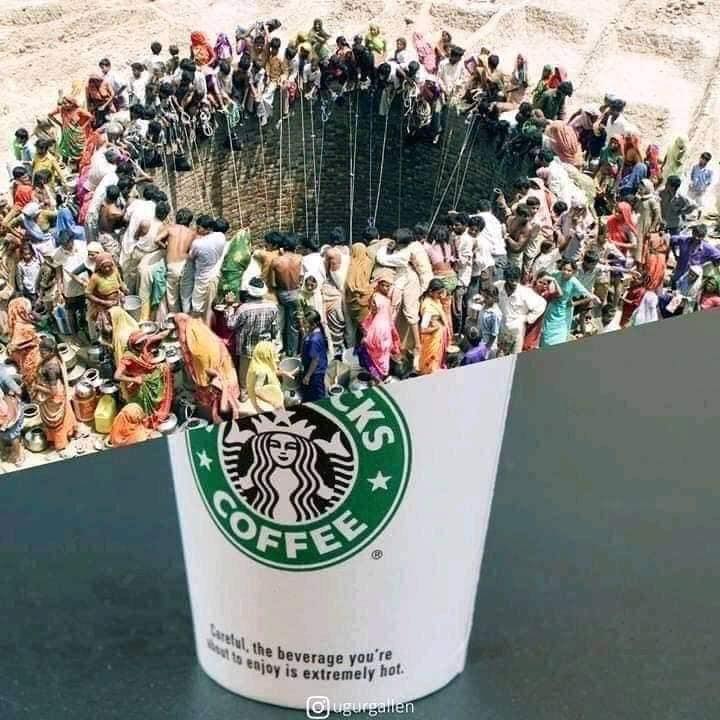 CKS
COFFEE
®
Careful, the beverage you're
about to enjoy is extremely hot.
ugurgallen